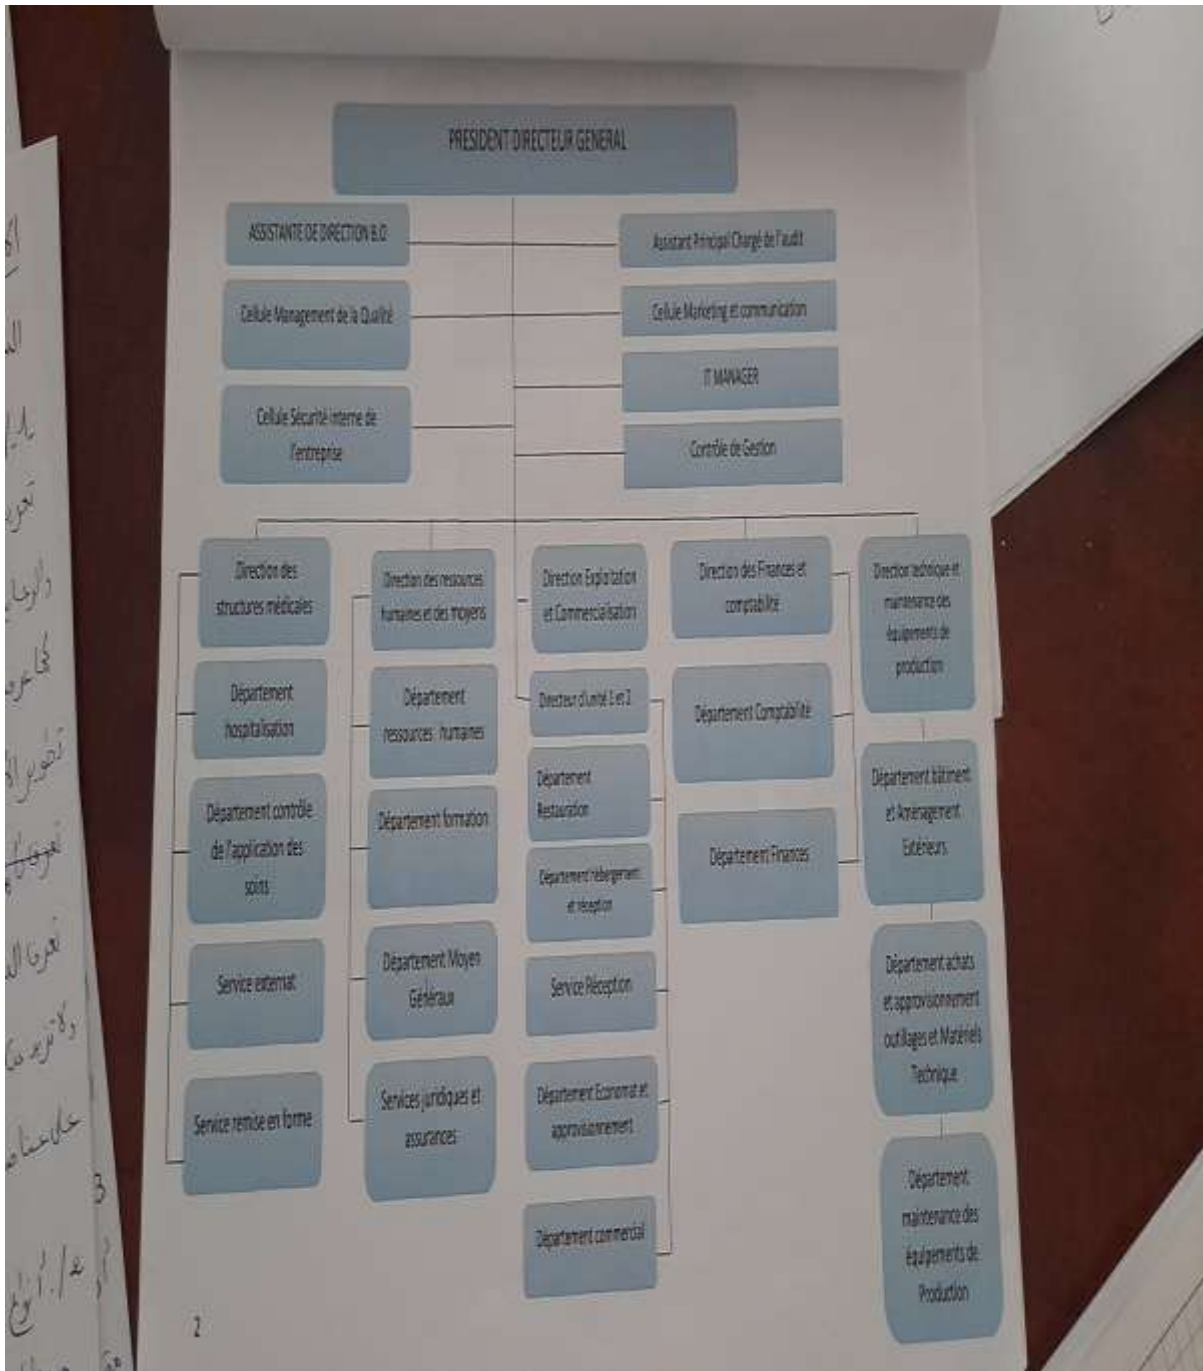 PRESIDENT DIRECTEUR GENERAL
ASSISTANTE DE DIRECTION B.O
Assistant Principal Chargé de l'audit
Cellule Management de la Qualité
Cellule Marketing et communication
IT MANAGER
Cellule Sécurité interne de
l'entreprise
Contrôle de Gestion
Direction des
structures médicales
Département
hospitalisation
Département contrôle
de l'application des
soins
Service externat
Service remise en forme
Direction des ressources
humaines et des moyens
Département
ressources humaines
Département formation
Département Moyen
Généraux
Services juridiques et
assurances
Direction Exploitation
et Commercialisation
Directeur d'unité 1 et 2
Département
Restauration
Département hébergement
et réception
Service Réception
Département Economat et
approvisionnement
Département commercial
Direction des Finances et
comptabilité
Département Comptabilité
Département Finances
Direction technique et
maintenance des
équipements de
production
Département bâtiment
et Aménagement
Extérieurs
Département achats
et approvisionnement
outillages et Matériels
Technique
Département
maintenance des
équipements de
Production
2